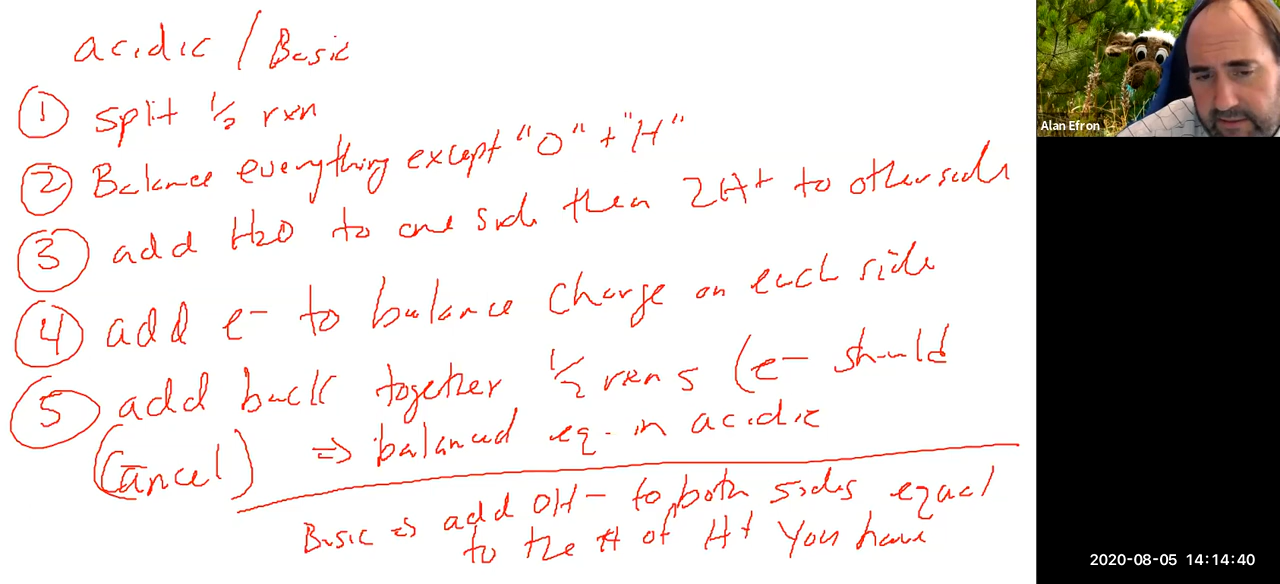 acidic / Basic
① split 1/2 rxn
② Balance everything except "O" + "H"
③ add H2O to one side then 2H+ to other side
④ add e- to balance charge on each side
⑤ add back together 1/2 rxns (e- should
cancel) ⇒ balanced eq. in acidic
Basic ⇒ add OH- to both sides equal
to the # of H+ you have
Alan Efron
2020-08-05 14:14:40